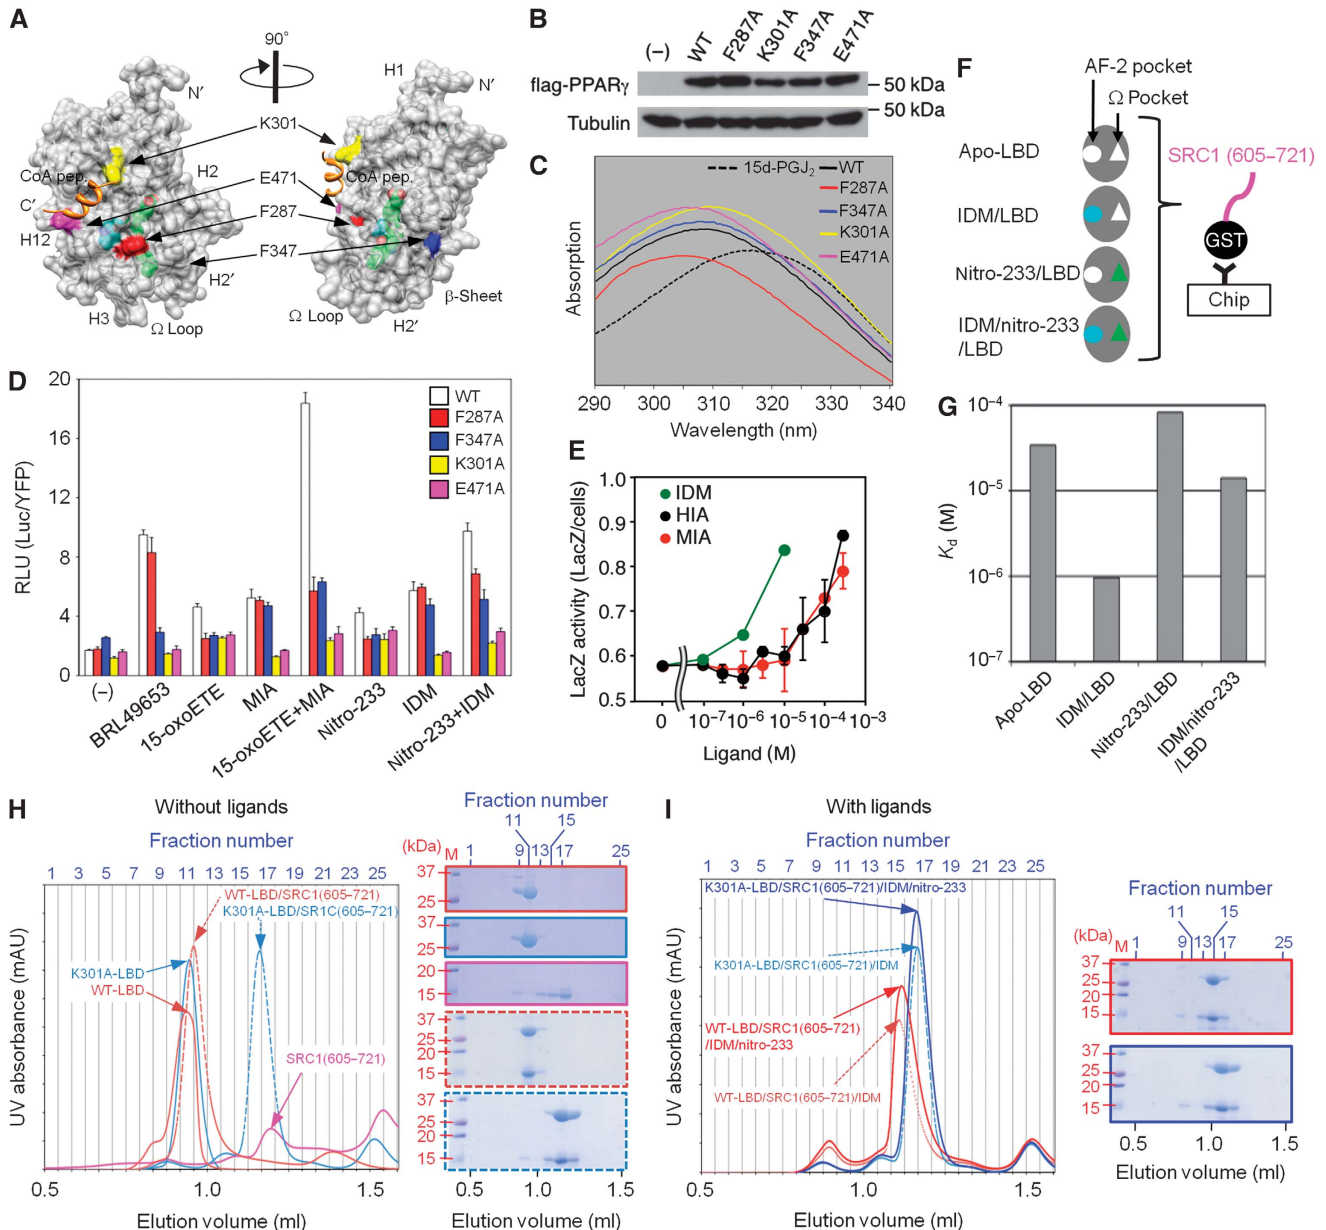 A
90°
N′
H1
N′
K301
CoA pep.
H2
CoA pep.
E471
C′
F287
H12
F347
H2′
β-Sheet
H3
Ω Loop
Ω Loop
H2′
B
(–)
WT
F287A
K301A
F347A
E471A
flag-PPARγ
50 kDa
Tubulin
50 kDa
C
15d-PGJ2
WT
F287A
F347A
K301A
E471A
Absorption
290
300
310
320
330
340
Wavelength (nm)
D
RLU (Luc/YFP)
20
16
12
8
4
0
WT
F287A
F347A
K301A
E471A
(–)
BRL49653
15-oxoETE
MIA
15-oxoETE+MIA
Nitro-233
IDM
Nitro-233+IDM
E
LacZ activity (LacZ/cells)
1.0
0.9
0.8
0.7
0.6
0.5
IDM
HIA
MIA
0
10−7
10−6
10−5
10−4
10−3
Ligand (M)
F
AF-2 pocket
Ω Pocket
Apo-LBD
IDM/LBD
Nitro-233/LBD
IDM/nitro-233
/LBD
SRC1 (605–721)
GST
Chip
G
Kd (M)
10−4
10−5
10−6
10−7
Apo-LBD
IDM/LBD
Nitro-233/LBD
IDM/nitro-233
/LBD
H
Without ligands
Fraction number
1 3 5 7 9 11 13 15 17 19 21 23 25
WT-LBD/SRC1(605–721)
K301A-LBD/SR1C(605–721)
K301A-LBD
WT-LBD
SRC1(605–721)
UV absorbance (mAU)
0.5
1.0
1.5
Elution volume (ml)
Fraction number
11 15
(kDa) M 1 9 13 17 25
37
25
37
25
20
15
37
25
20
15
37
25
20
15
0.5 1.0 1.5
Elution volume (ml)
I
With ligands
Fraction number
1 3 5 7 9 11 13 15 17 19 21 23 25
K301A-LBD/SRC1(605–721)/IDM/nitro-233
K301A-LBD/SRC1(605–721)/IDM
WT-LBD/SRC1(605–721)
/IDM/nitro-233
WT-LBD/SRC1(605–721)/IDM
UV absorbance (mAU)
0.5
1.0
1.5
Elution volume (ml)
Fraction number
11 15
(kDa) M 1 9 13 17 25
37
25
20
15
37
25
20
15
0.5 1.0 1.5
Elution volume (ml)